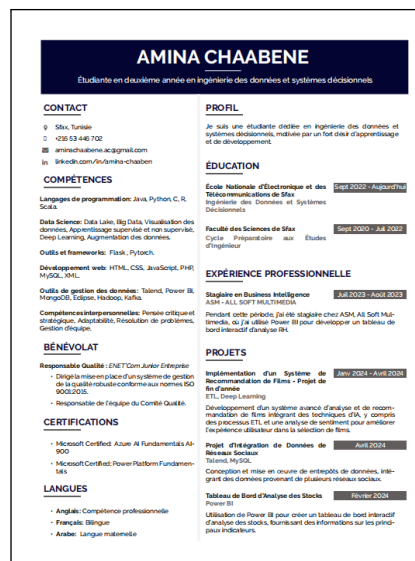 AMINA CHAABENE
Étudiante en deuxième année en ingénierie des données et systèmes décisionnels
CONTACT
Sfax, Tunisie
+216 53 446 702
aminachaabene.ac@gmail.com
linkedin.com/in/amina-chaaben
COMPÉTENCES
Langages de programmation: Java, Python, C, R,
Scala.
Data Science: Data Lake, Big Data, Visualisation des
données, Apprentissage supervisé et non supervisé,
Deep Learning, Augmentation des données.
Outils et frameworks: Flask , Pytorch.
Développement web: HTML, CSS, JavaScript, PHP,
MySQL, XML.
Outils de gestion des données: Talend, Power BI,
MongoDB, Eclipse, Hadoop, Kafka.
Compétences interpersonnelles: Pensée critique et
stratégique, Adaptabilité, Résolution de problèmes,
Gestion d'équipe.
BÉNÉVOLAT
Responsable Qualité : ENET'Com Junior Entreprise
• Dirigé la mise en place d'un système de gestion
de la qualité robuste conforme aux normes ISO
9001:2015.
• Responsable de l'équipe du Comité Qualité.
CERTIFICATIONS
• Microsoft Certified: Azure AI Fundamentals AI-
900
• Microsoft Certified: Power Platform Fundamen-
tals
LANGUES
• Anglais: Compétence professionnelle
• Français: Bilingue
• Arabe: Langue maternelle
PROFIL
Je suis une étudiante dédiée en ingénierie des données et
systèmes décisionnels, motivée par un fort désir d'apprentissage
et de développement.
ÉDUCATION
École Nationale d'Électronique et des Sept 2022 - Aujourd'hui
Télécommunications de Sfax
Ingénierie des Données et Systèmes
Décisionnels
Faculté des Sciences de Sfax Sept 2020 - Juil 2022
Cycle Préparatoire aux Études
d'Ingénieur
EXPÉRIENCE PROFESSIONNELLE
Stagiaire en Business Intelligence Juil 2023 - Août 2023
ASM - ALL SOFT MULTIMEDIA
Pendant cette période, j'ai été stagiaire chez ASM, All Soft Mul-
timedia, où j'ai utilisé Power BI pour développer un tableau de
bord interactif d'analyse RH.
PROJETS
Implémentation d'un Système de Janv 2024 - Avril 2024
Recommandation de Films - Projet de
fin d'année
ETL, Deep Learning
Développement d'un système avancé d'analyse et de recom-
mandation de films intégrant des techniques d'IA, y compris
des processus ETL et une analyse de sentiment pour améliorer
l'expérience utilisateur dans la sélection de films.
Projet d'Intégration de Données de Avril 2024
Réseaux Sociaux
Talend, MySQL
Conception et mise en œuvre de entrepôts de données, inté-
grant des données provenant de plusieurs réseaux sociaux.
Tableau de Bord d'Analyse des Stocks Février 2024
Power BI
Utilisation de Power BI pour créer un tableau de bord interactif
d'analyse des stocks, fournissant des informations sur les princi-
paux indicateurs.